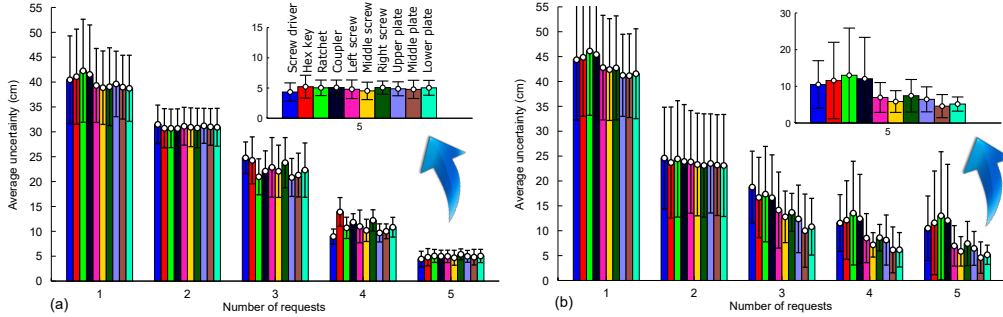 Average uncertainty (cm)
55
50
45
40
35
30
25
20
15
10
5
0
1
2
3
4
5
Number of requests
(a)
15
10
5
0
5
Screw driver
Hex key
Ratchet
Coupler
Left screw
Middle screw
Right screw
Upper plate
Middle plate
Lower plate
Average uncertainty (cm)
55
50
45
40
35
30
25
20
15
10
5
0
1
2
3
4
5
Number of requests
(b)
30
20
10
0
5